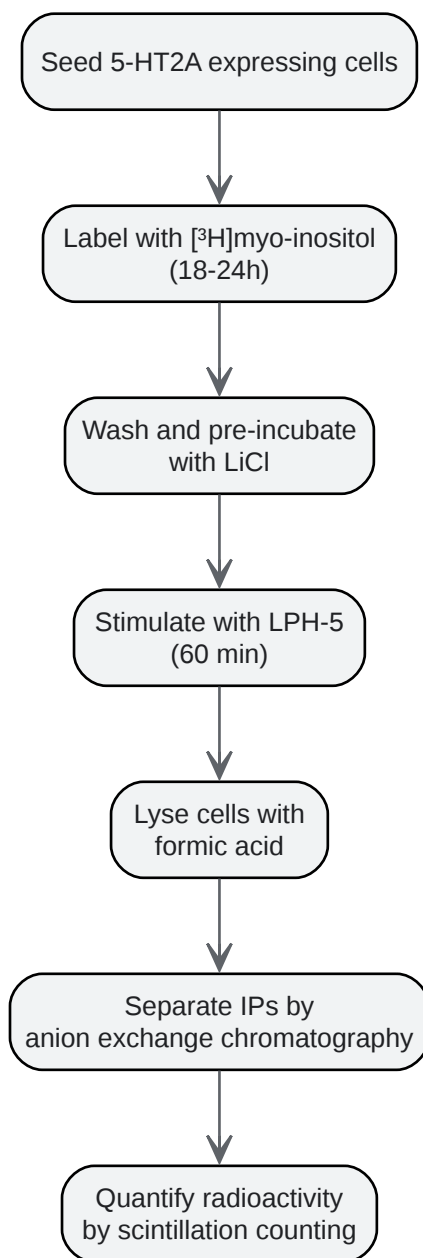 Seed 5-HT2A expressing cells
Label with [³H]myo-inositol
(18-24h)
Wash and pre-incubate
with LiCl
Stimulate with LPH-5
(60 min)
Lyse cells with
formic acid
Separate IPs by
anion exchange chromatography
Quantify radioactivity
by scintillation counting